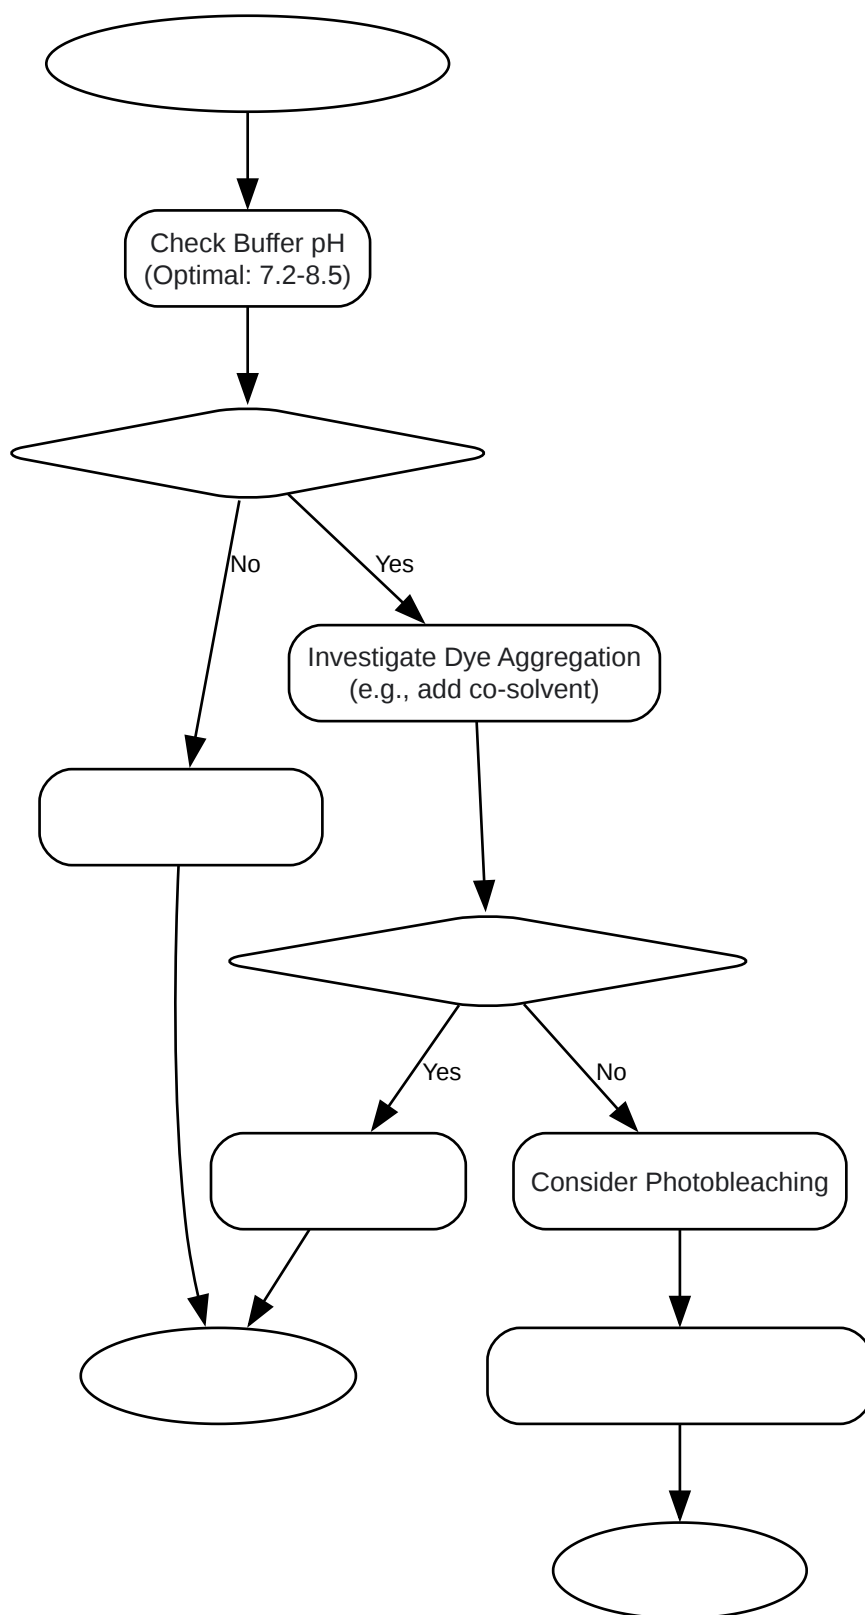 Check Buffer pH
(Optimal: 7.2-8.5)
No
Yes
Investigate Dye Aggregation
(e.g., add co-solvent)
Yes
No
Consider Photobleaching